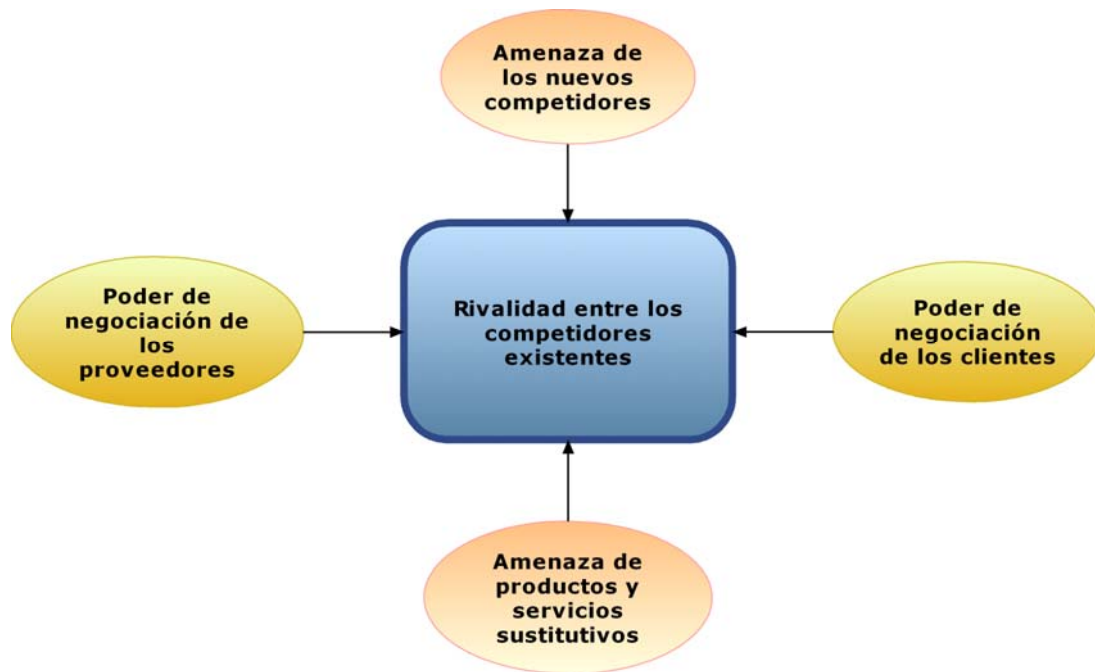 Amenaza de
los nuevos
competidores
Poder de
negociación de
los
proveedores
Rivalidad entre los
competidores
existentes
Poder de
negociación
de los clientes
Amenaza de
productos y
servicios
sustitutivos